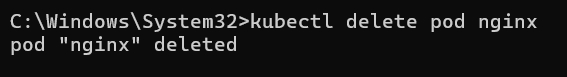 C:\Windows\System32>kubectl delete pod nginx
pod "nginx" deleted